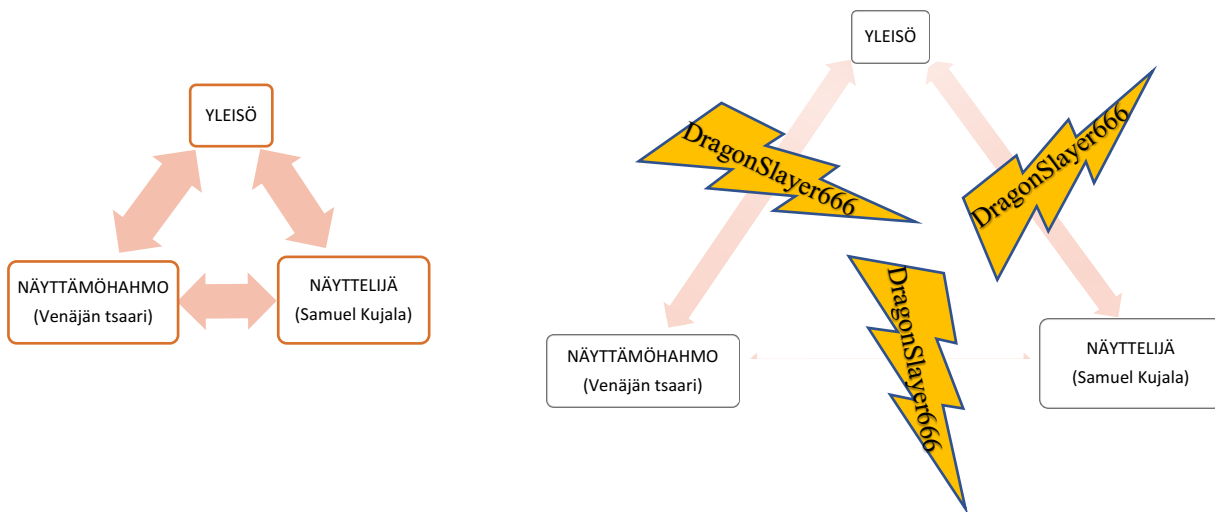 YLEISÖ
NÄYTTÄMÖHAHMO
(Venäjän tsaari)
NÄYTTELIJÄ
(Samuel Kujala)
YLEISÖ
DragonSlayer666
DragonSlayer666
DragonSlayer666
NÄYTTÄMÖHAHMO
(Venäjän tsaari)
NÄYTTELIJÄ
(Samuel Kujala)